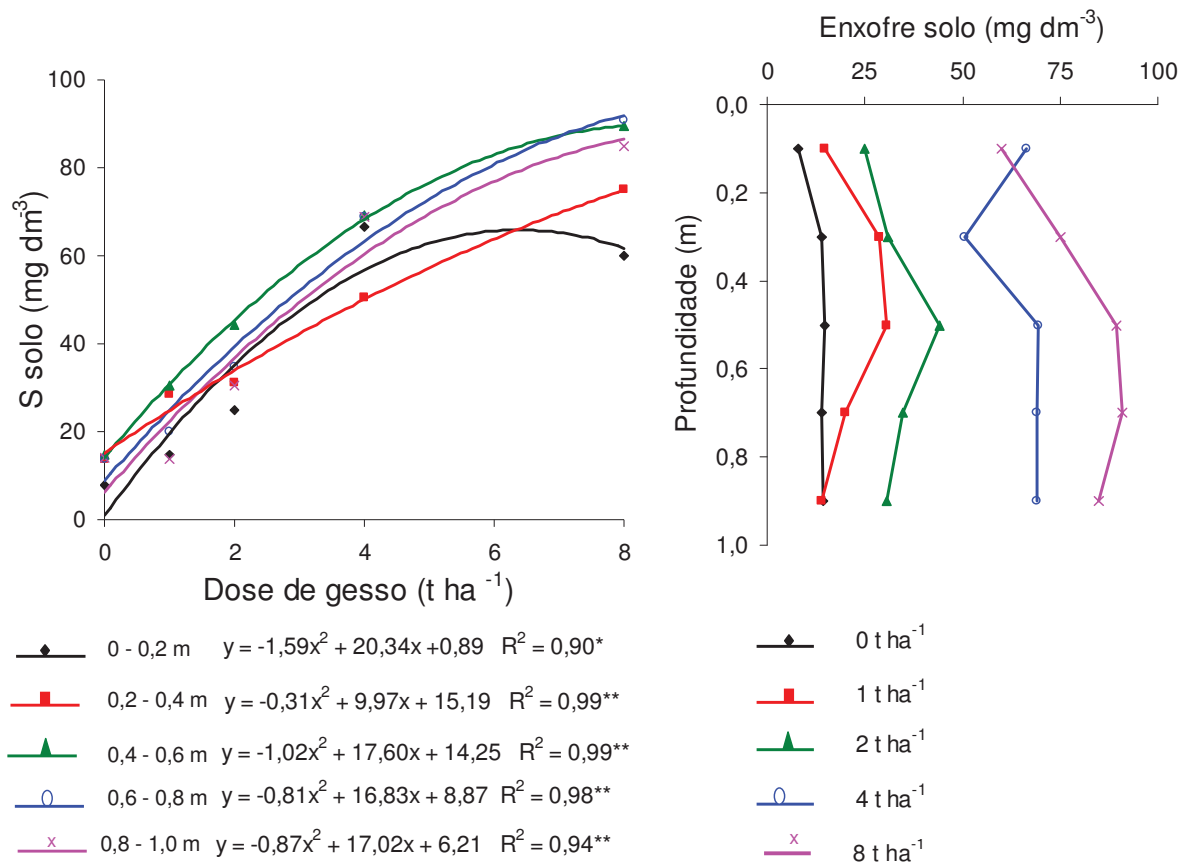 S solo (mg dm⁻³)
100
80
60
40
20
0
0 2 4 6 8
Dose de gesso (t ha ⁻¹)
0 - 0,2 m y = -1,59x² + 20,34x +0,89 R² = 0,90*
0,2 - 0,4 m y = -0,31x² + 9,97x + 15,19 R² = 0,99**
0,4 - 0,6 m y = -1,02x² + 17,60x + 14,25 R² = 0,99**
0,6 - 0,8 m y = -0,81x² + 16,83x + 8,87 R² = 0,98**
0,8 - 1,0 m y = -0,87x² + 17,02x + 6,21 R² = 0,94**
Enxofre solo (mg dm⁻³)
0 25 50 75 100
Profundidade (m)
0,0
0,2
0,4
0,6
0,8
1,0
0 t ha⁻¹
1 t ha⁻¹
2 t ha⁻¹
4 t ha⁻¹
8 t ha⁻¹